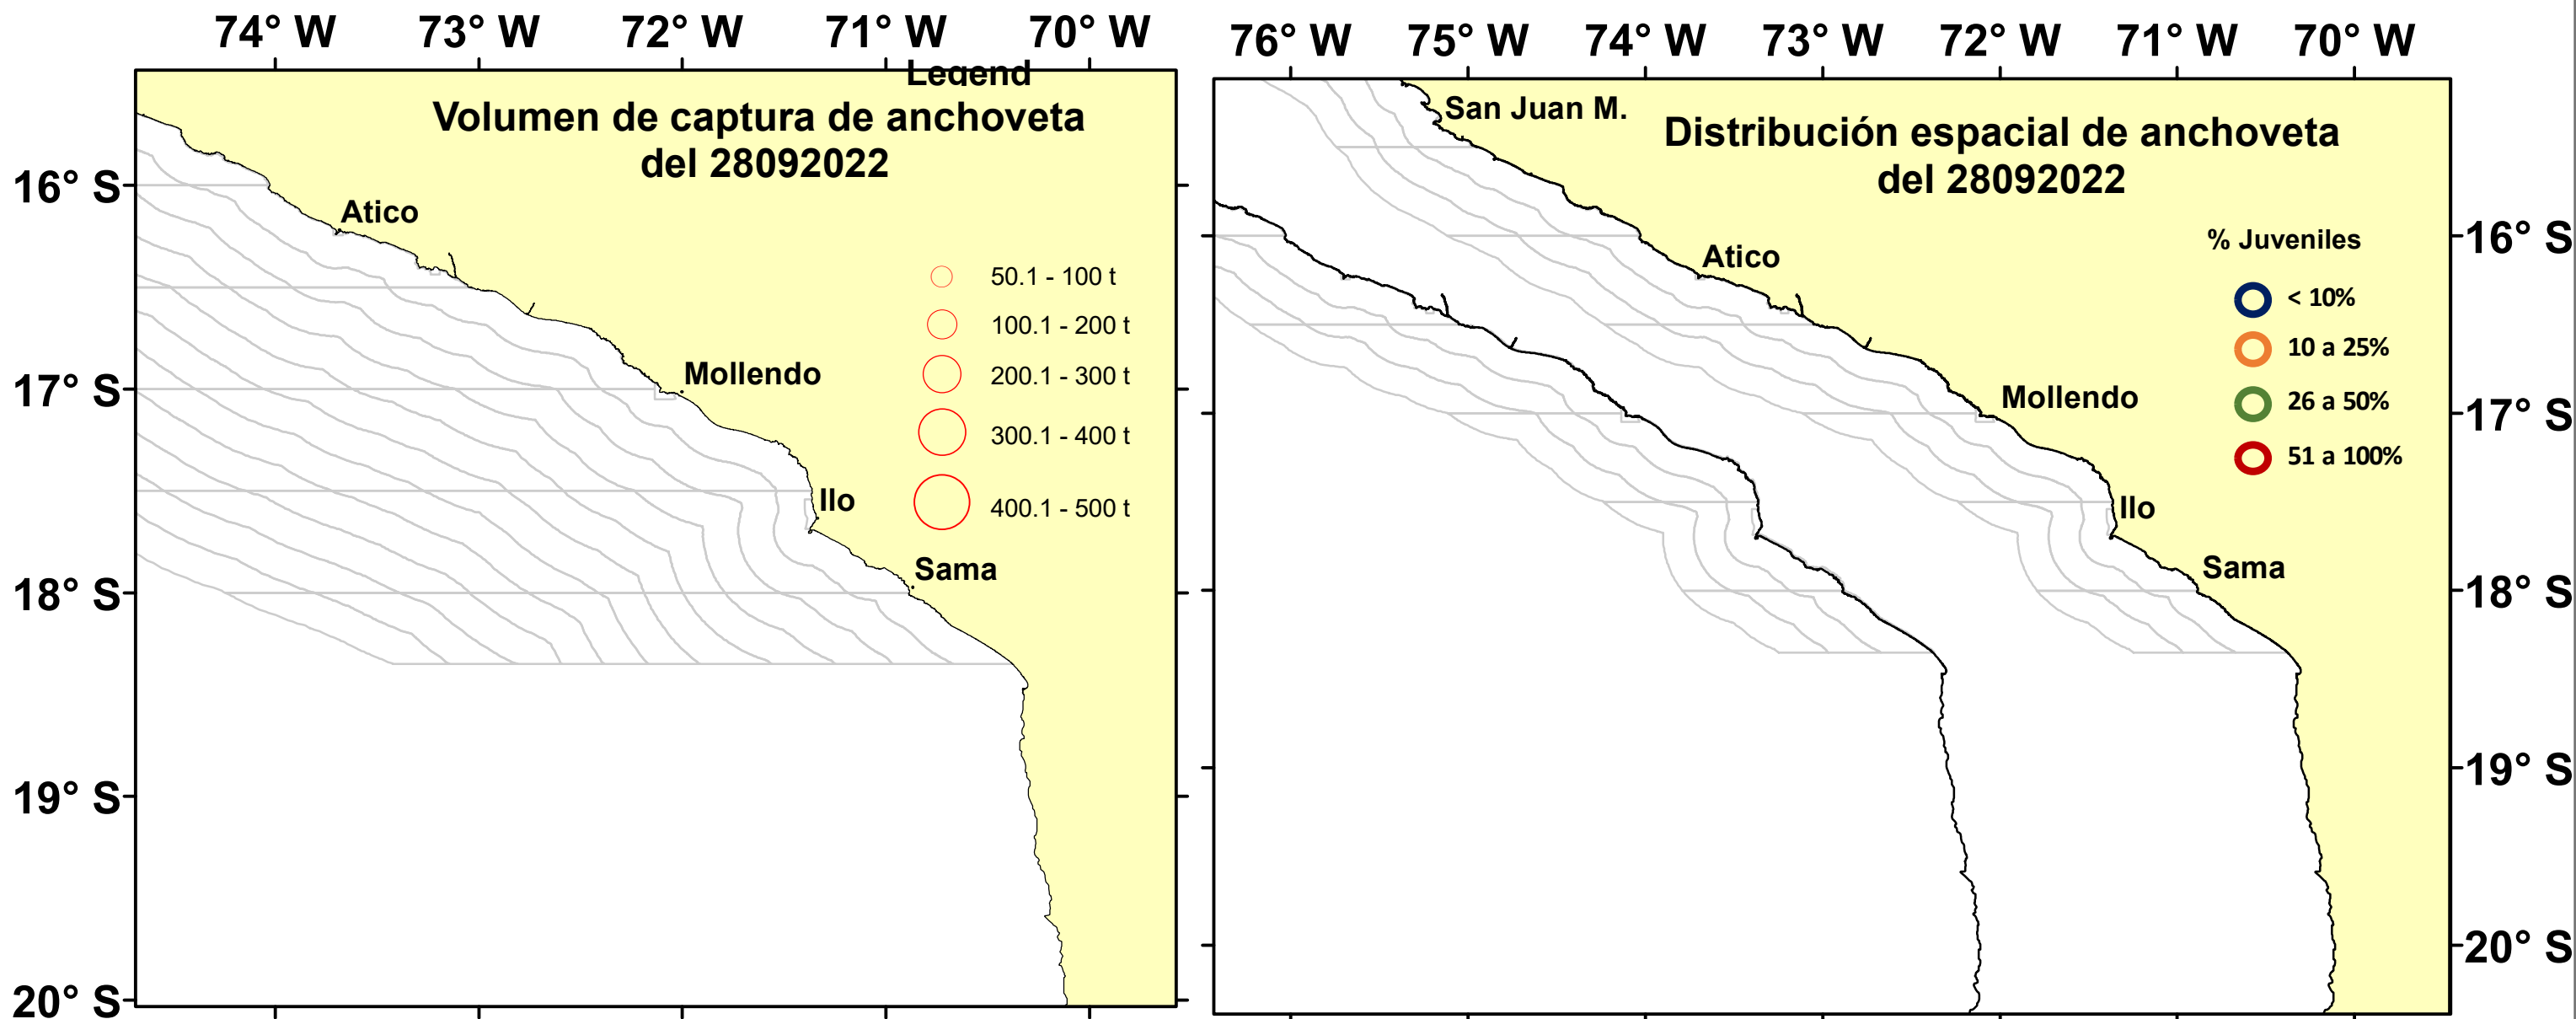 74° W 73° W 72° W 71° W 70° W
Legend
Volumen de captura de anchoveta
del 28092022
16° S
17° S
18° S
19° S
20° S
Atico
Mollendo
Ilo
Sama
50.1 - 100 t
100.1 - 200 t
200.1 - 300 t
300.1 - 400 t
400.1 - 500 t
76° W 75° W 74° W 73° W 72° W 71° W 70° W
San Juan M.
Distribución espacial de anchoveta
del 28092022
% Juveniles
< 10%
10 a 25%
26 a 50%
51 a 100%
Atico
Mollendo
Ilo
Sama
16° S
17° S
18° S
19° S
20° S